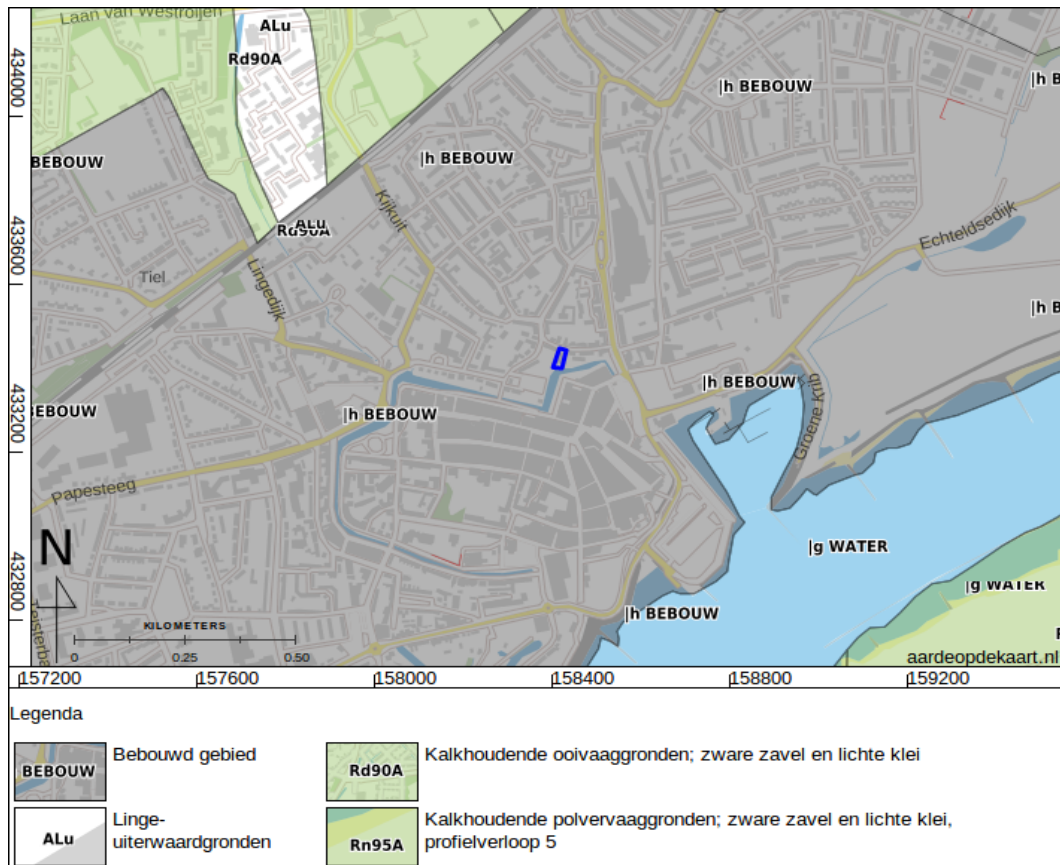 Laan van Westroijen
ALu
Rd90A
434000
|h BEBOUW
|h B
BEBOUW
|h BEBOUW
Kijkuit
ALu
Rd90A
Echteldsedijk
433600
Tiel
Lingedijk
|h B
|h BEBOUW
Groene Krib
BEBOUW
|h BEBOUW
433200
Papesteeg
N
|g WATER
|g WATER
432800
|h BEBOUW
KILOMETERS
0 0.25 0.50
aardeopdekaart.nl
157200 157600 158000 158400 158800 159200
Legenda
BEBOUW Bebouwd gebied
Rd90A Kalkhoudende ooivaaggronden; zware zavel en lichte klei
ALu Linge-
uiterwaardgronden
Rn95A Kalkhoudende poldervaaggronden; zware zavel en lichte klei,
profielverloop 5